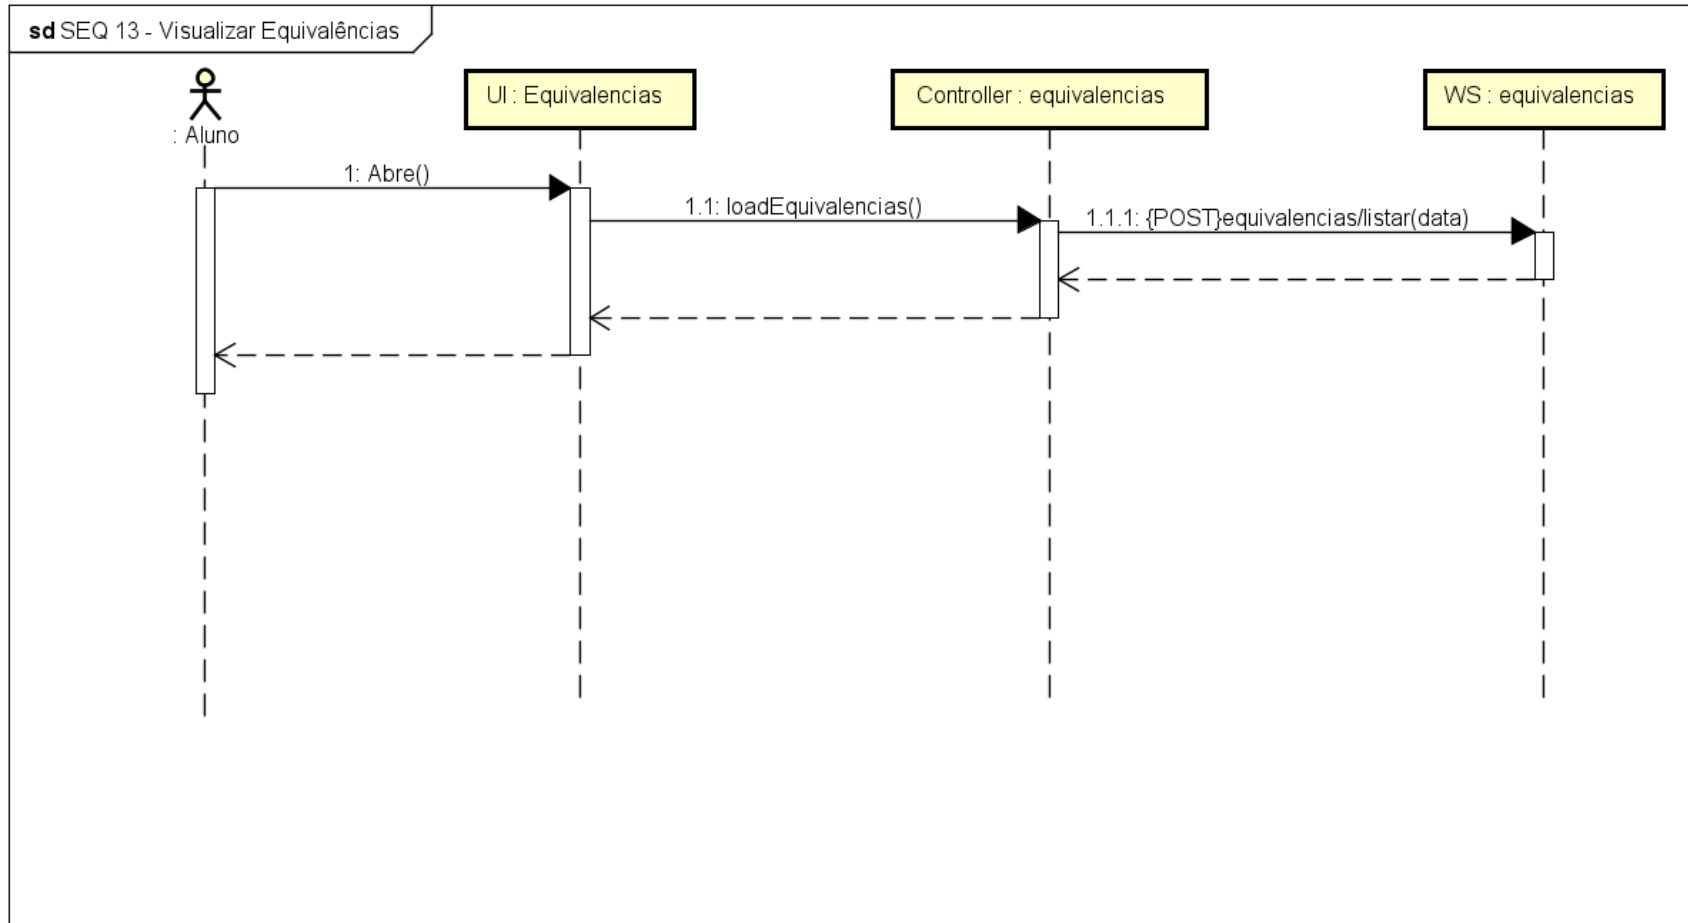 sd SEQ 13 - Visualizar Equivalências
: Aluno
UI : Equivalencias
Controller : equivalencias
WS : equivalencias
1: Abre()
1.1: loadEquivalencias()
1.1.1: {POST}equivalencias/listar(data)